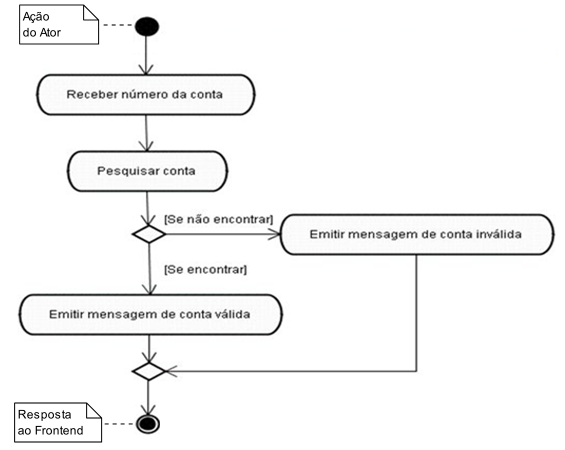 Ação
do Ator
Receber número da conta
Pesquisar conta
[Se não encontrar]
Emitir mensagem de conta inválida
[Se encontrar]
Emitir mensagem de conta válida
Resposta
ao Frontend